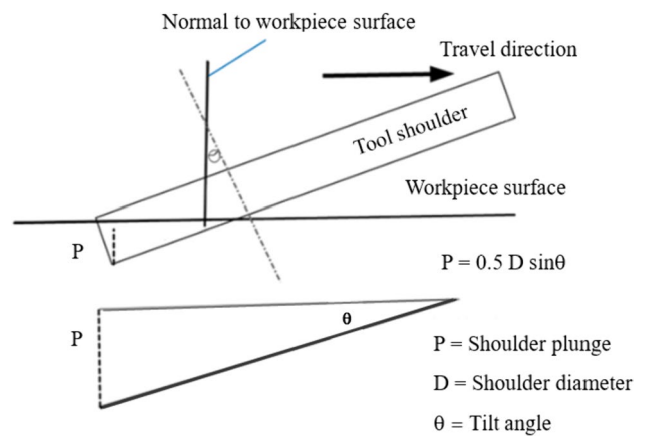 Normal to workpiece surface
Travel direction
Tool shoulder
Θ
Workpiece surface
P
P = 0.5 D sinθ
P
θ
P = Shoulder plunge
D = Shoulder diameter
θ = Tilt angle